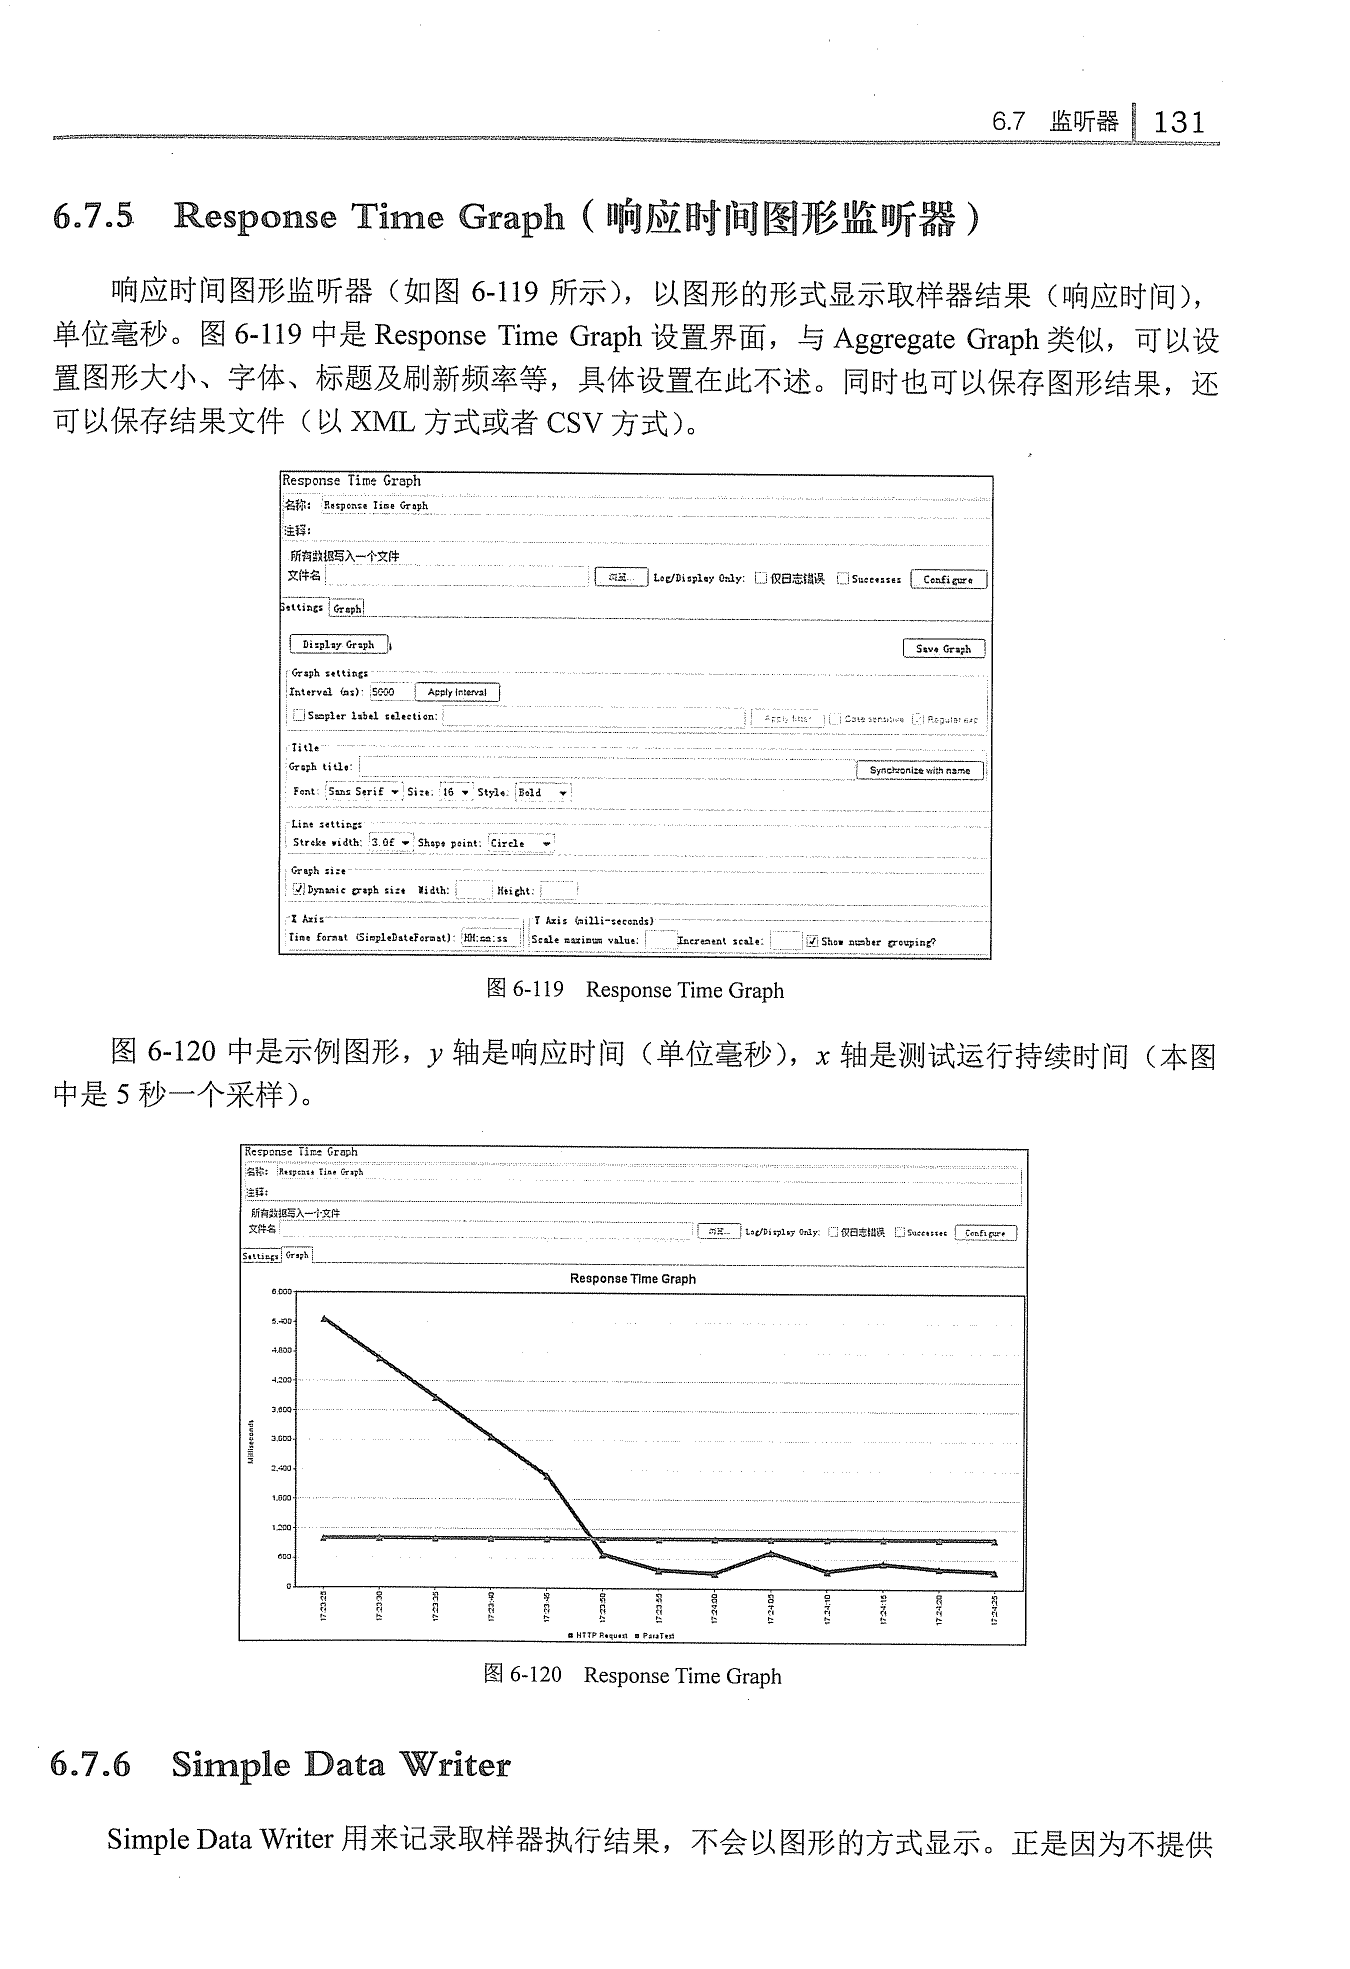 6.7 监听器 131
6.7.5 Response Time Graph（响应时间图形监听器）
响应时间图形监听器（如图 6-119 所示），以图形的形式显示取样器结果（响应时间），
单位毫秒。图 6-119 中是 Response Time Graph 设置界面，与 Aggregate Graph 类似，可以设
置图形大小、字体、标题及刷新频率等，具体设置在此不述。同时也可以保存图形结果，还
可以保存结果文件（以 XML 方式或者 CSV 方式）。
Response Time Graph
名称: Response Time Graph
注释:
所有数据写入一个文件
文件名 浏览... Log/Display Only: 仅日志错误 Successes Configure
Settings Graph
Display Graph Save Graph
Graph settings
Interval (ms): 5000 Apply Interval
Sampler label selection: Apply filter Case sensitive Regular exp
Title
Graph title: Synchronize with name
Font: Sans Serif Size: 16 Style: Bold
Line settings
Stroke width: 3.0f Shape point: Circle
Graph size
Dynamic graph size Width: Height:
X Axis Y Axis (milli-seconds)
Time format (SimpleDateFormat): HH:mm:ss Scale maximum value: Increment scale: Show number grouping?
图 6-119 Response Time Graph
图 6-120 中是示例图形，y 轴是响应时间（单位毫秒），x 轴是测试运行持续时间（本图
中是 5 秒一个采样）。
Response Time Graph
名称: Response Time Graph
注释:
所有数据写入一个文件
文件名 浏览... Log/Display Only: 仅日志错误 Successes Configure
Settings Graph
Response Time Graph
6,000
5,400
4,800
4,200
3,600
3,000
2,400
1,800
1,200
600
0
Milliseconds
17:23:25 17:23:30 17:23:35 17:23:40 17:23:45 17:23:50 17:23:55 17:24:00 17:24:05 17:24:10 17:24:15 17:24:20 17:24:25
HTTP Request ParaTest
图 6-120 Response Time Graph
6.7.6 Simple Data Writer
Simple Data Writer 用来记录取样器执行结果，不会以图形的方式显示。正是因为不提供